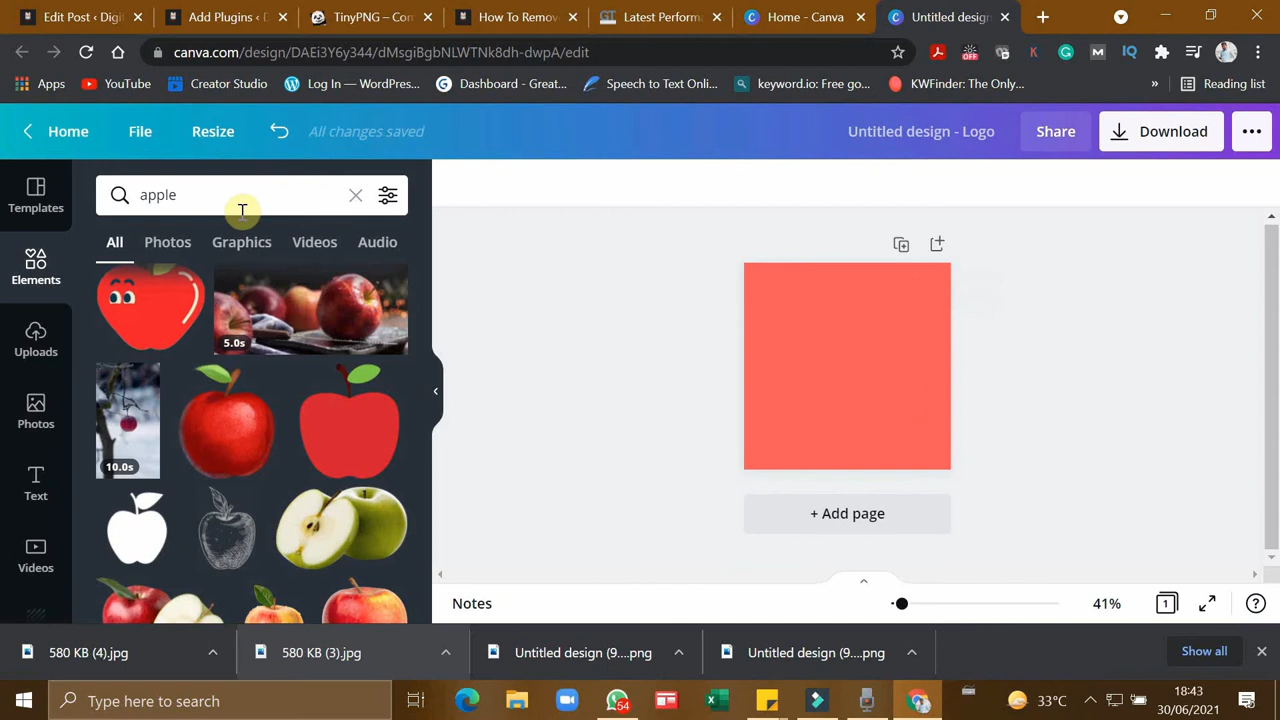 Edit Post ‹ Digit
Add Plugins ‹ D
TinyPNG – Com
How To Remov
Latest Performa
Home - Canva
Untitled design
canva.com/design/DAEi3Y6y344/dMsgiBgbNLWTNk8dh-dwpA/edit
Apps
YouTube
Creator Studio
Log In — WordPress...
Dashboard - Great...
Speech to Text Onli...
keyword.io: Free go...
KWFinder: The Only...
»
Reading list
Home
File
Resize
All changes saved
Untitled design - Logo
Share
Download
Templates
Elements
Uploads
Photos
Text
Videos
apple
All
Photos
Graphics
Videos
Audio
5.0s
10.0s
+ Add page
Notes
41%
1
580 KB (4).jpg
580 KB (3).jpg
Untitled design (9....png
Untitled design (9....png
Show all
Type here to search
54
33°C
18:43
30/06/2021